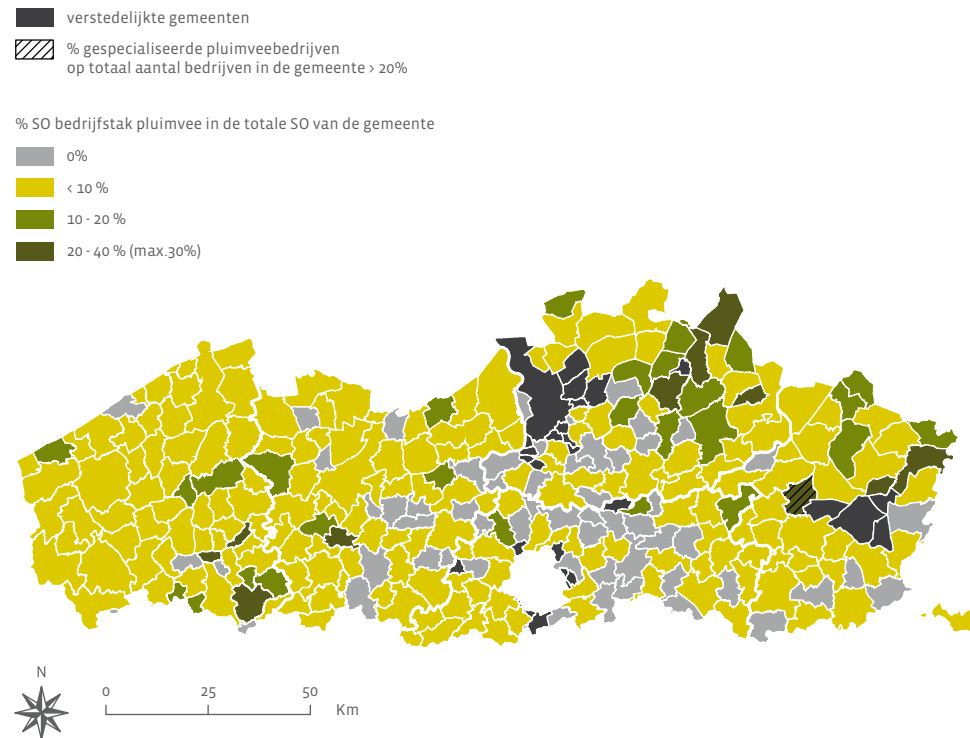 verstedelijkte gemeenten
% gespecialiseerde pluimveebedrijven
op totaal aantal bedrijven in de gemeente > 20%
% SO bedrijfstak pluimvee in de totale SO van de gemeente
0%
< 10 %
10 - 20 %
20 - 40 % (max.30%)
N
0 25 50
Km